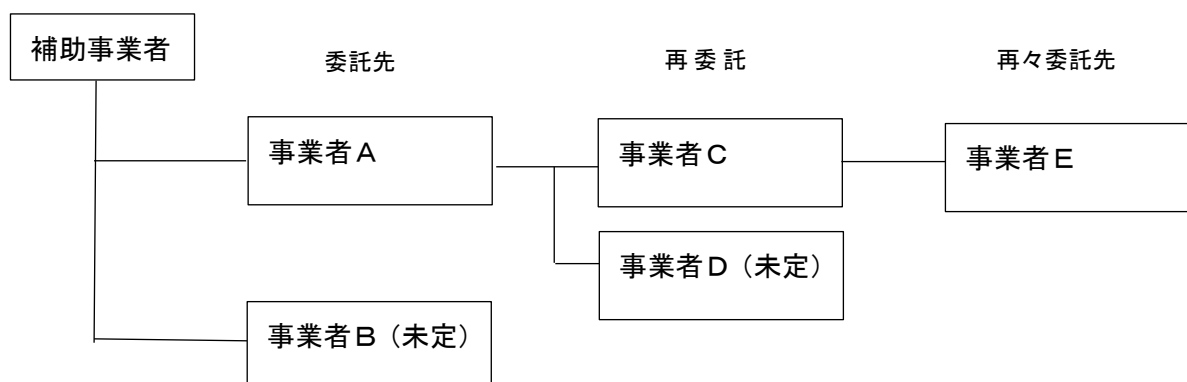 補助事業者
委託先
再委託
再々委託先
事業者A
事業者C
事業者E
事業者D（未定）
事業者B（未定）